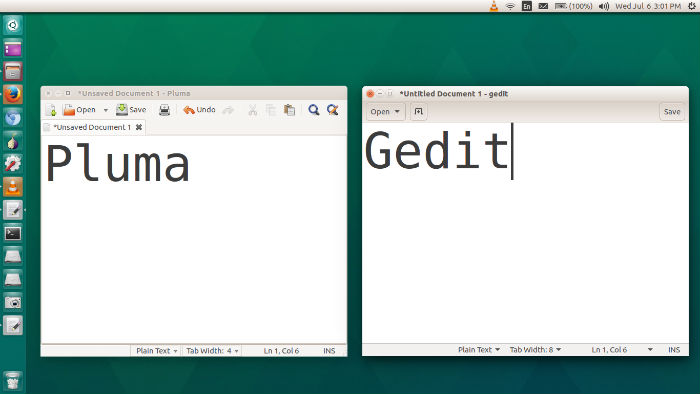 En (100%) Wed Jul 6 3:01 PM
*Unsaved Document 1 - Pluma
Open Save Undo
*Unsaved Document 1
Pluma
Plain Text Tab Width: 4 Ln 1, Col 6 INS
*Untitled Document 1 - gedit
Open Save
Gedit
Plain Text Tab Width: 8 Ln 1, Col 6 INS